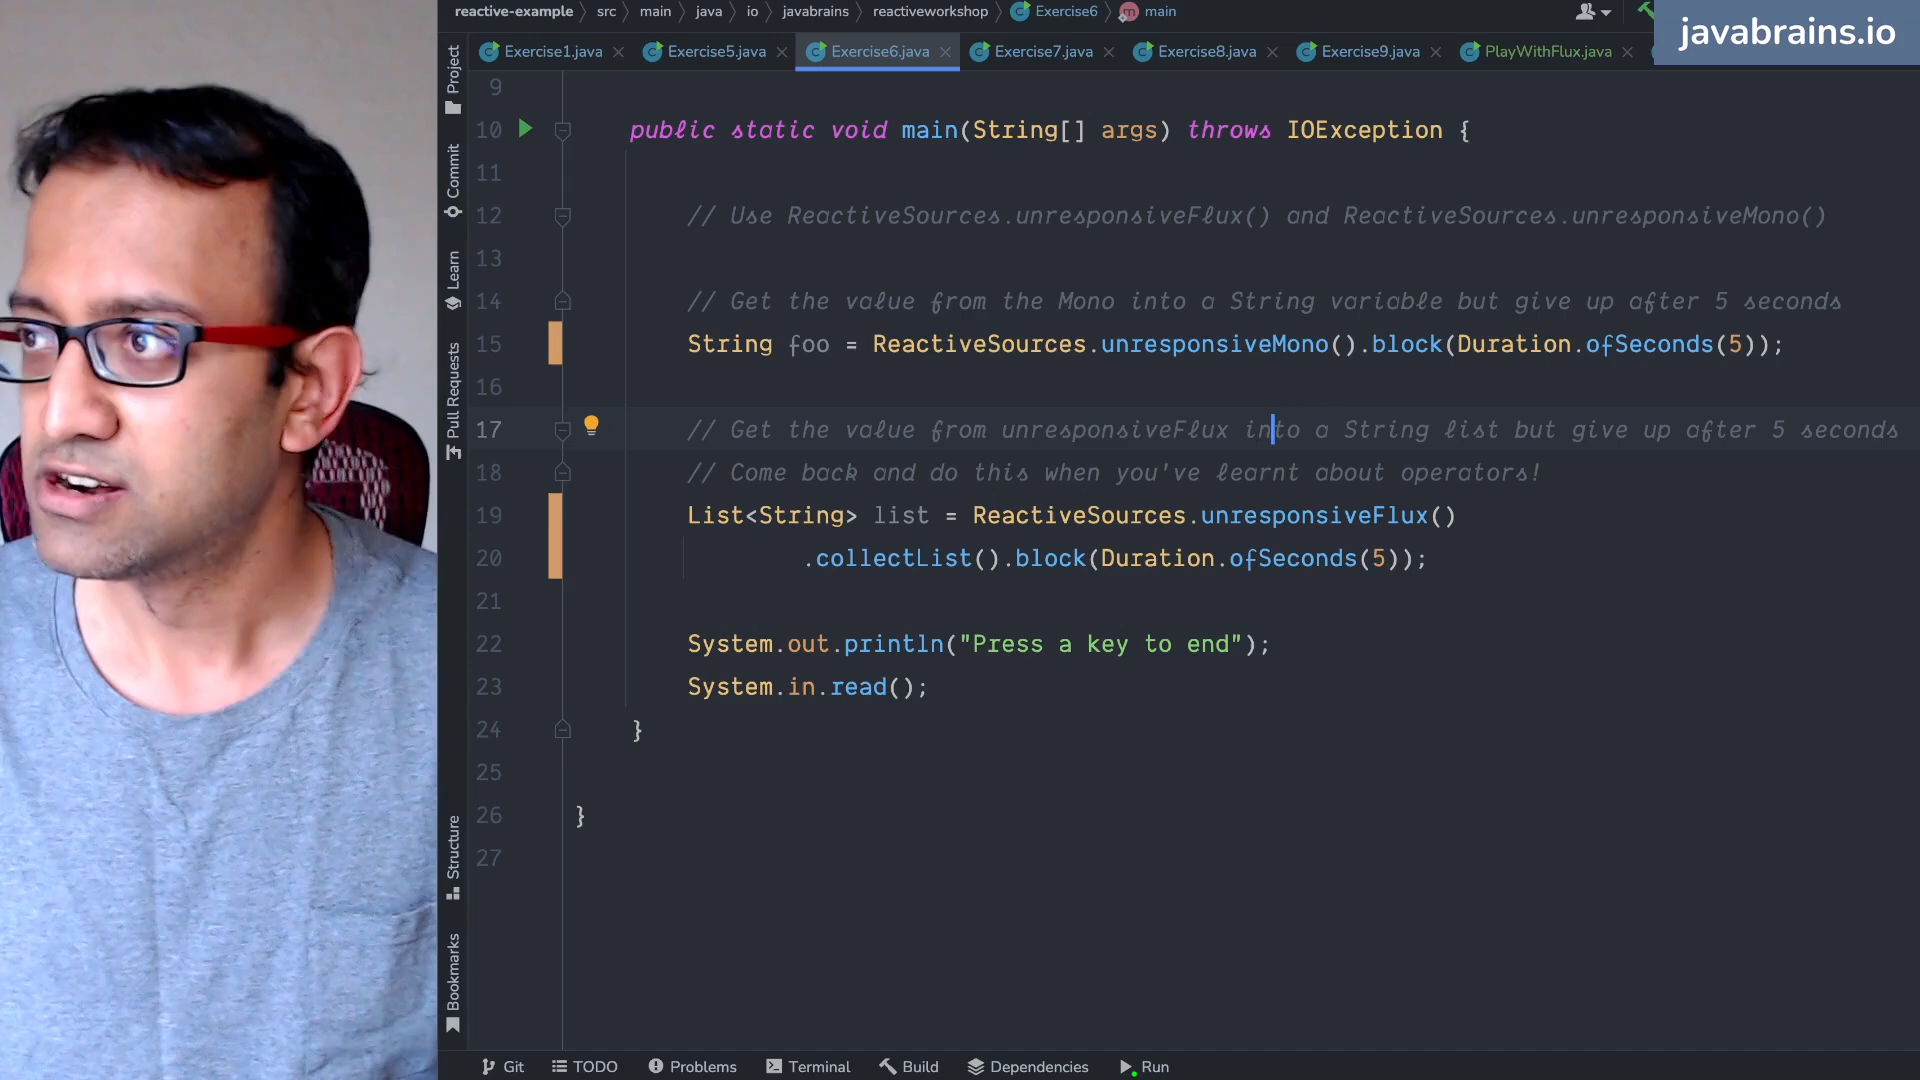 reactive-example src main java io javabrains reactiveworkshop Exercise6 main
javabrains.io
Exercise1.java Exercise5.java Exercise6.java Exercise7.java Exercise8.java Exercise9.java PlayWithFlux.java
Project
Commit
Learn
Pull Requests
Structure
Bookmarks
9
10 public static void main(String[] args) throws IOException {
11
12 // Use ReactiveSources.unresponsiveFlux() and ReactiveSources.unresponsiveMono()
13
14 // Get the value from the Mono into a String variable but give up after 5 seconds
15 String foo = ReactiveSources.unresponsiveMono().block(Duration.ofSeconds(5));
16
17 // Get the value from unresponsiveFlux into a String list but give up after 5 seconds
18 // Come back and do this when you've learnt about operators!
19 List<String> list = ReactiveSources.unresponsiveFlux()
20 .collectList().block(Duration.ofSeconds(5));
21
22 System.out.println("Press a key to end");
23 System.in.read();
24 }
25
26 }
27
Git TODO Problems Terminal Build Dependencies Run